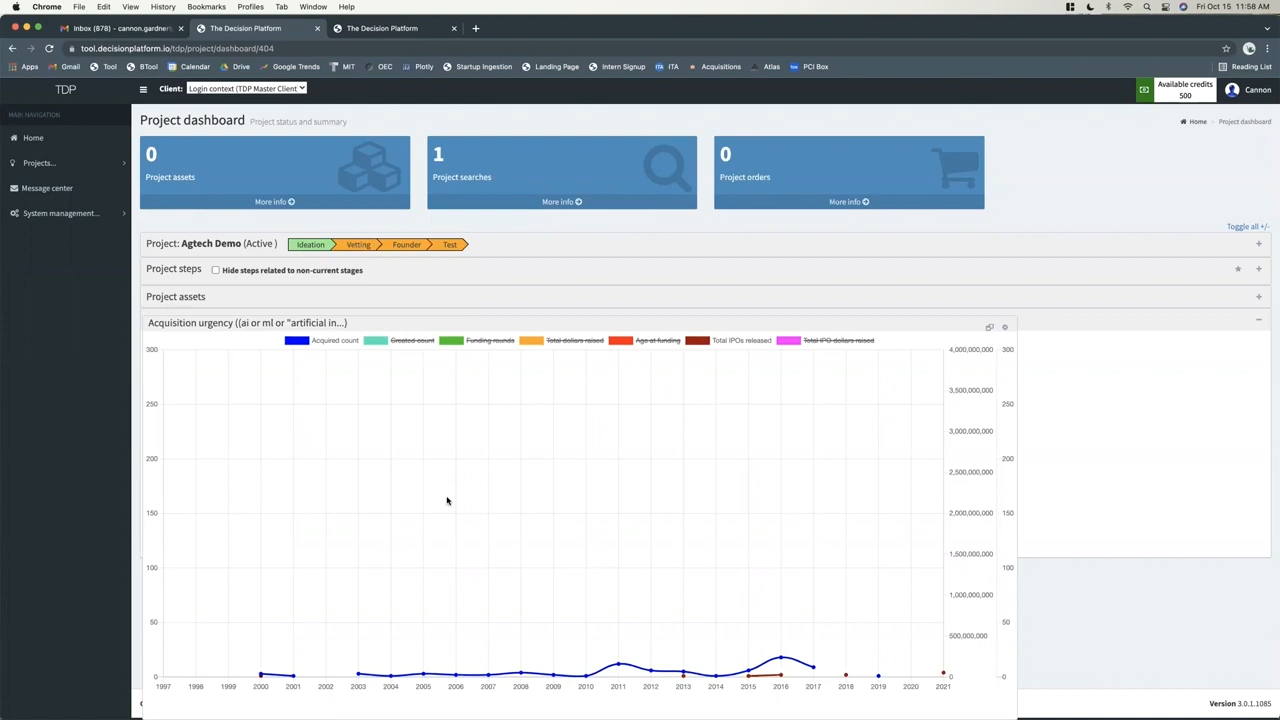 Chrome File Edit View History Bookmarks Profiles Tab Window Help Fri Oct 15 11:58 AM
Inbox (878) - cannon.gardner The Decision Platform The Decision Platform
tool.decisionplatform.io/tdp/project/dashboard/404
Apps Gmail Tool BTool Calendar Drive Google Trends MIT OEC Plotly Startup Ingestion Landing Page Intern Signup ITA ITA Acquisitions Atlas box PCI Box Reading List
TDP Client: Login context (TDP Master Client Available credits 500 Cannon
MAIN NAVIGATION
Home
Projects...
Message center
System management...
Project dashboard Project status and summary Home > Project dashboard
0 1 0
Project assets Project searches Project orders
More info More info More info
Toggle all +/-
Project: Agtech Demo (Active ) Ideation Vetting Founder Test
Project steps Hide steps related to non-current stages
Project assets
Acquisition urgency ((ai or ml or "artificial in...)
Acquired count Created count Funding rounds Total dollars raised Age at funding Total IPOs released Total IPO dollars raised
300 4,000,000,000 300
3,500,000,000
250 250
3,000,000,000
200 200
2,500,000,000
150 2,000,000,000 150
1,500,000,000
100 100
1,000,000,000
50 50
500,000,000
0 0 0
1997 1998 1999 2000 2001 2002 2003 2004 2005 2006 2007 2008 2009 2010 2011 2012 2013 2014 2015 2016 2017 2018 2019 2020 2021
Version 3.0.1.1085